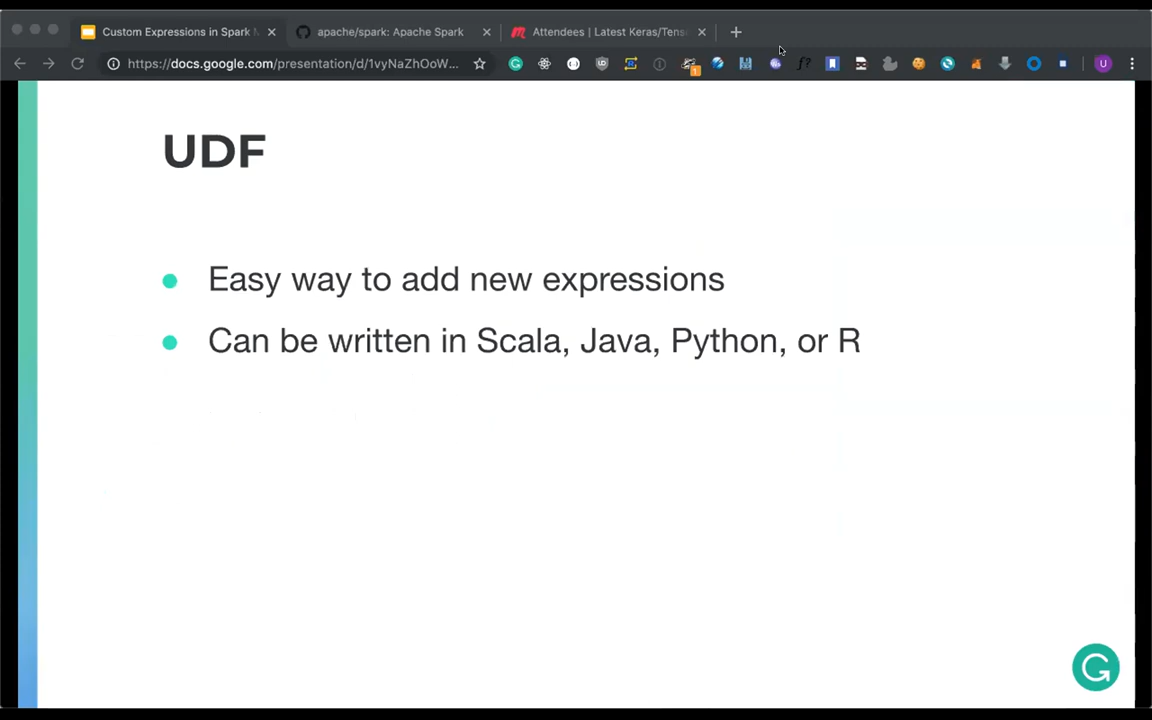 Custom Expressions in Spark M
apache/spark: Apache Spark
Attendees | Latest Keras/Tens
https://docs.google.com/presentation/d/1vyNaZhOoW...
UDF
Easy way to add new expressions
Can be written in Scala, Java, Python, or R